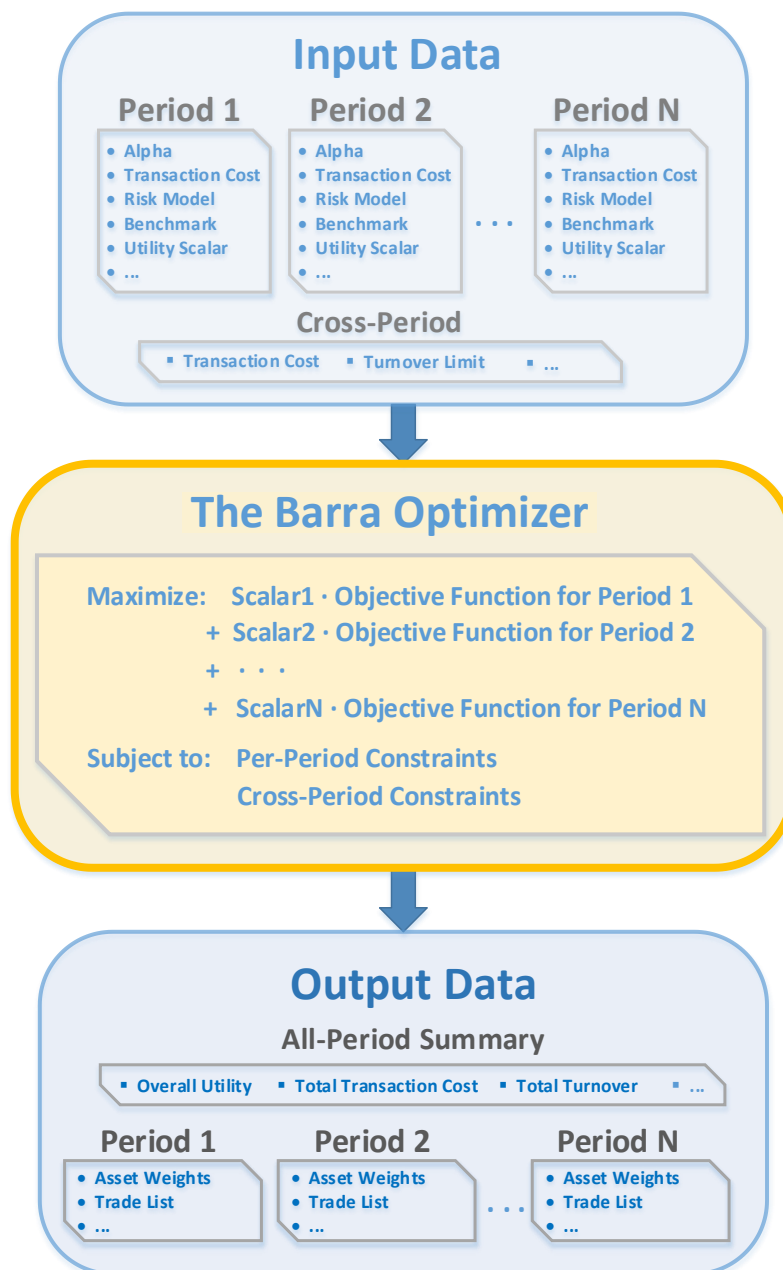 Input Data
Period 1
• Alpha
• Transaction Cost
• Risk Model
• Benchmark
• Utility Scalar
• ...
Period 2
• Alpha
• Transaction Cost
• Risk Model
• Benchmark
• Utility Scalar
• ...
. . .
Period N
• Alpha
• Transaction Cost
• Risk Model
• Benchmark
• Utility Scalar
• ...
Cross-Period
▪ Transaction Cost ▪ Turnover Limit ▪ ...
The Barra Optimizer
Maximize: Scalar1 · Objective Function for Period 1
+ Scalar2 · Objective Function for Period 2
+ · · ·
+ ScalarN · Objective Function for Period N
Subject to: Per-Period Constraints
Cross-Period Constraints
Output Data
All-Period Summary
▪ Overall Utility ▪ Total Transaction Cost ▪ Total Turnover ▪ ...
Period 1
• Asset Weights
• Trade List
• ...
Period 2
• Asset Weights
• Trade List
• ...
. . .
Period N
• Asset Weights
• Trade List
• ...